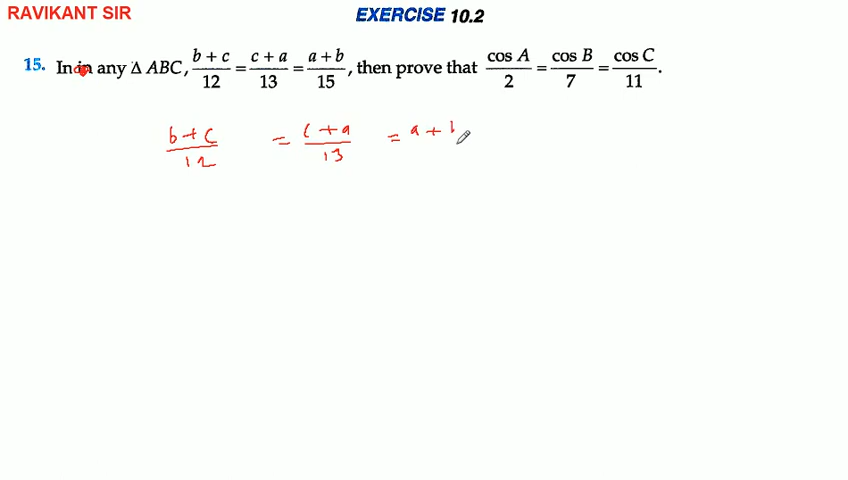 RAVIKANT SIR
EXERCISE 10.2
15. In in any Δ ABC, (b + c)/12 = (c + a)/13 = (a + b)/15, then prove that (cos A)/2 = (cos B)/7 = (cos C)/11.
(b + c)/12 = (c + a)/13 = a + b